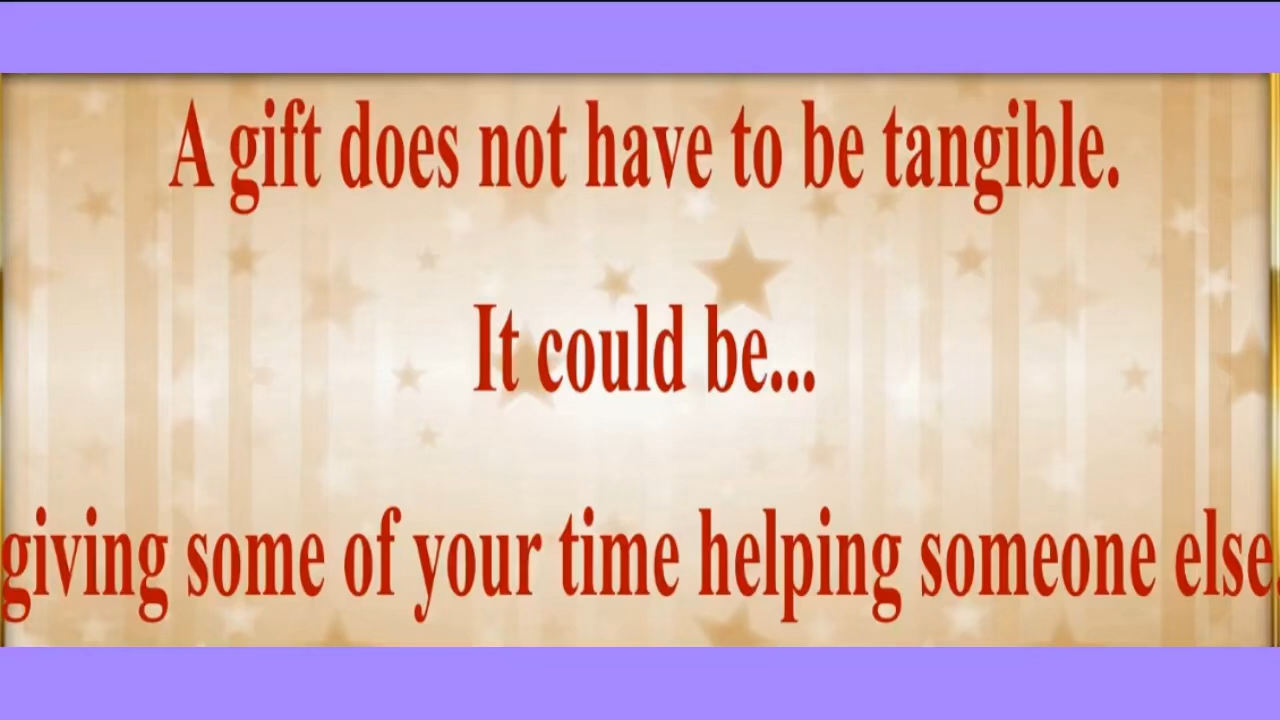 A gift does not have to be tangible.
It could be...
giving some of your time helping someone else.